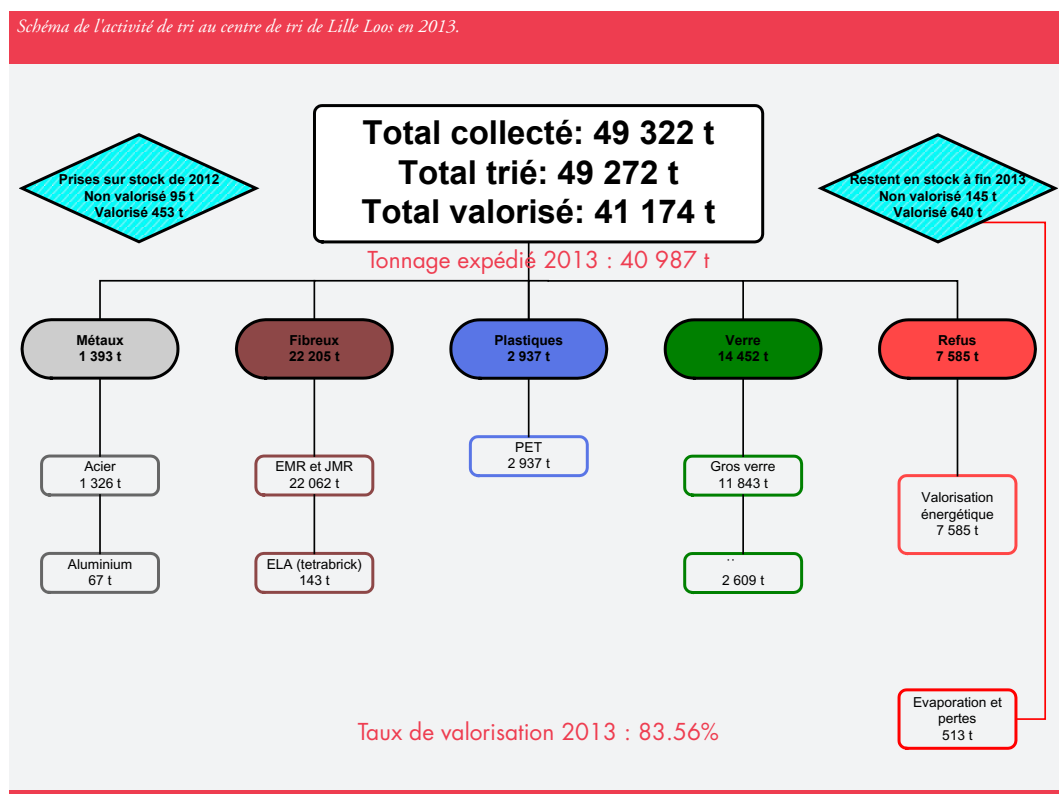 Schéma de l'activité de tri au centre de tri de Lille Loos en 2013.
Total collecté: 49 322 t
Total trié: 49 272 t
Total valorisé: 41 174 t
Prises sur stock de 2012
Non valorisé 95 t
Valorisé 453 t
Restent en stock à fin 2013
Non valorisé 145 t
Valorisé 640 t
Tonnage expédié 2013 : 40 987 t
Métaux
1 393 t
Fibreux
22 205 t
Plastiques
2 937 t
Verre
14 452 t
Refus
7 585 t
Acier
1 326 t
EMR et JMR
22 062 t
PET
2 937 t
Gros verre
11 843 t
Valorisation
énergétique
7 585 t
Aluminium
67 t
ELA (tetrabrick)
143 t
2 609 t
Evaporation et
pertes
513 t
Taux de valorisation 2013 : 83.56%